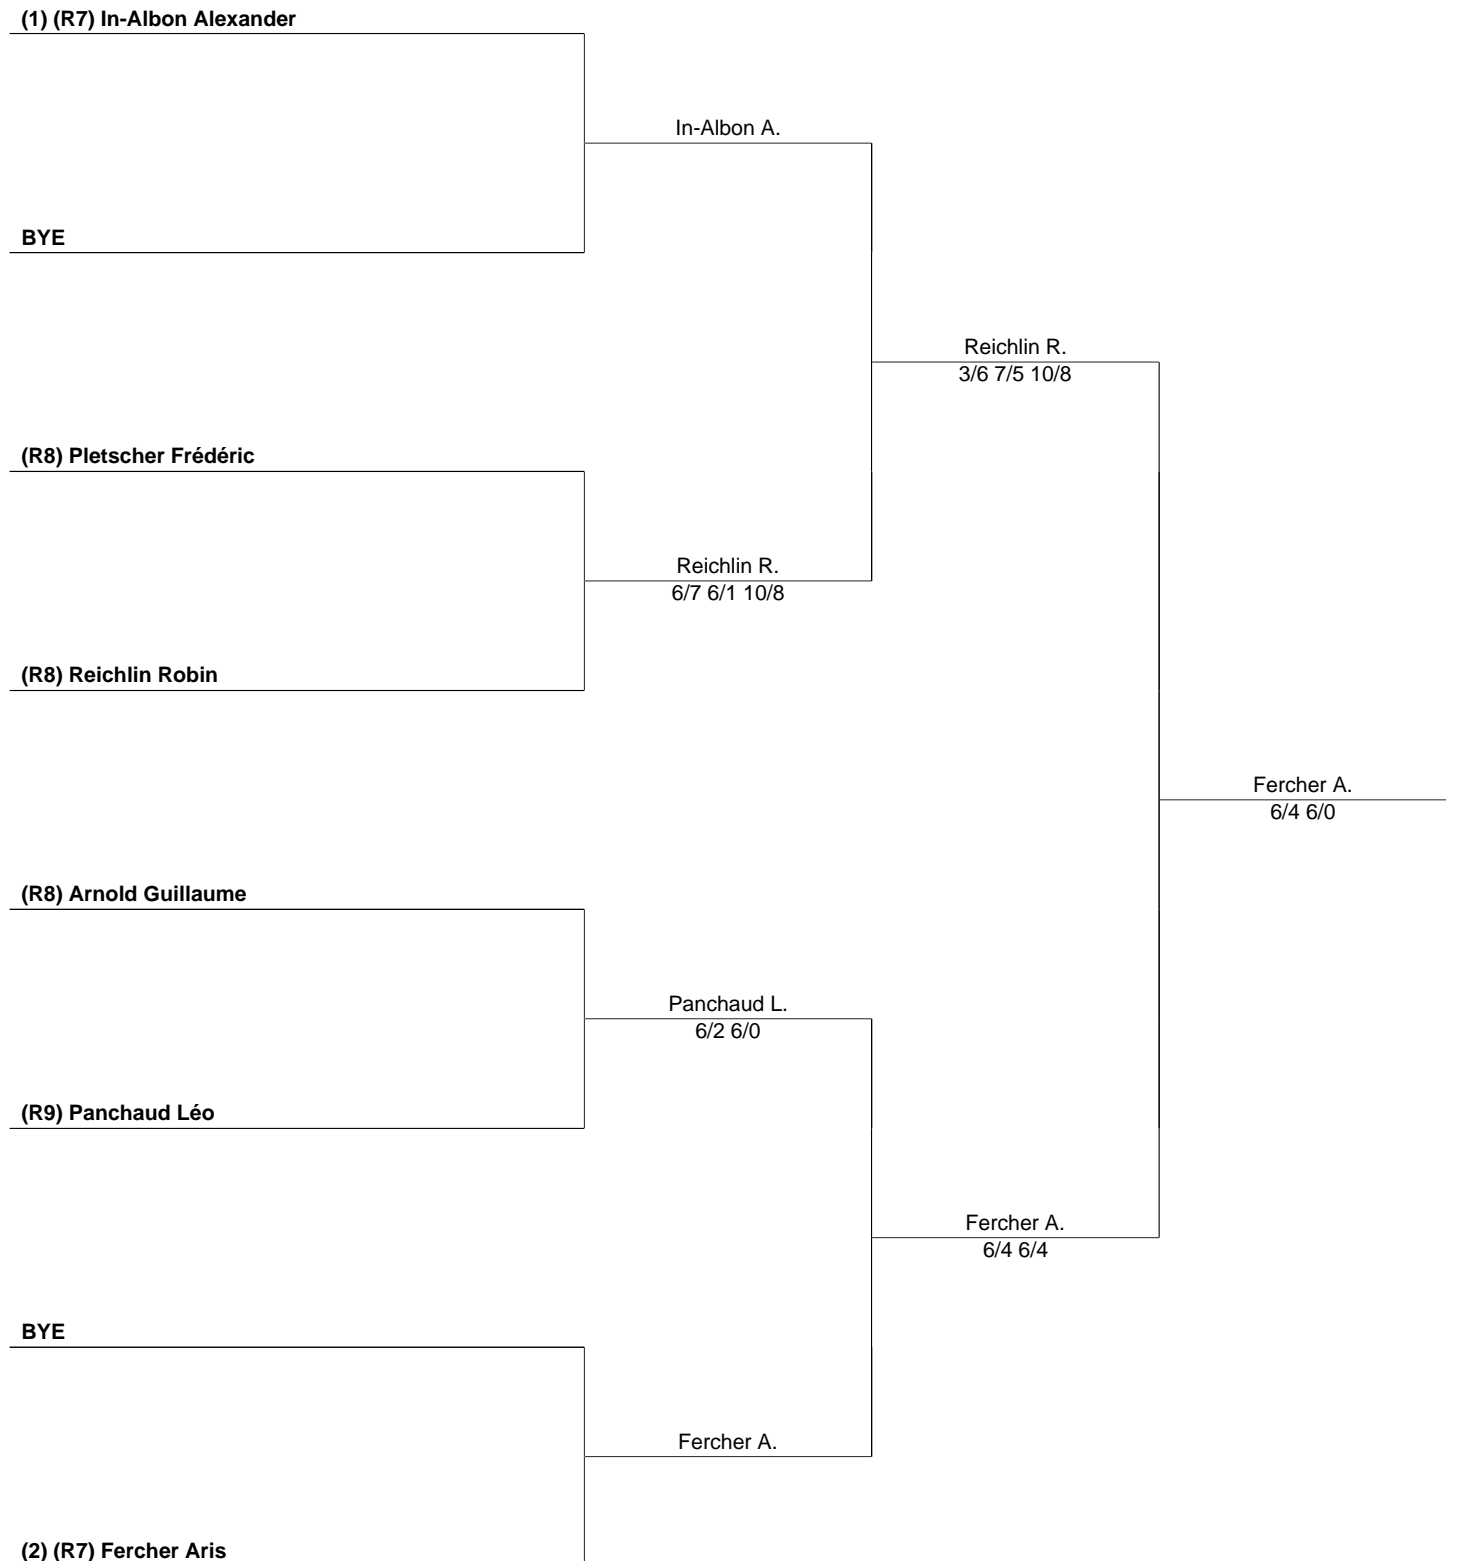 (1) (R7) In-Albon Alexander
In-Albon A.
BYE
Reichlin R.
3/6 7/5 10/8
(R8) Pletscher Frédéric
Reichlin R.
6/7 6/1 10/8
(R8) Reichlin Robin
Fercher A.
6/4 6/0
(R8) Arnold Guillaume
Panchaud L.
6/2 6/0
(R9) Panchaud Léo
Fercher A.
6/4 6/4
BYE
Fercher A.
(2) (R7) Fercher Aris